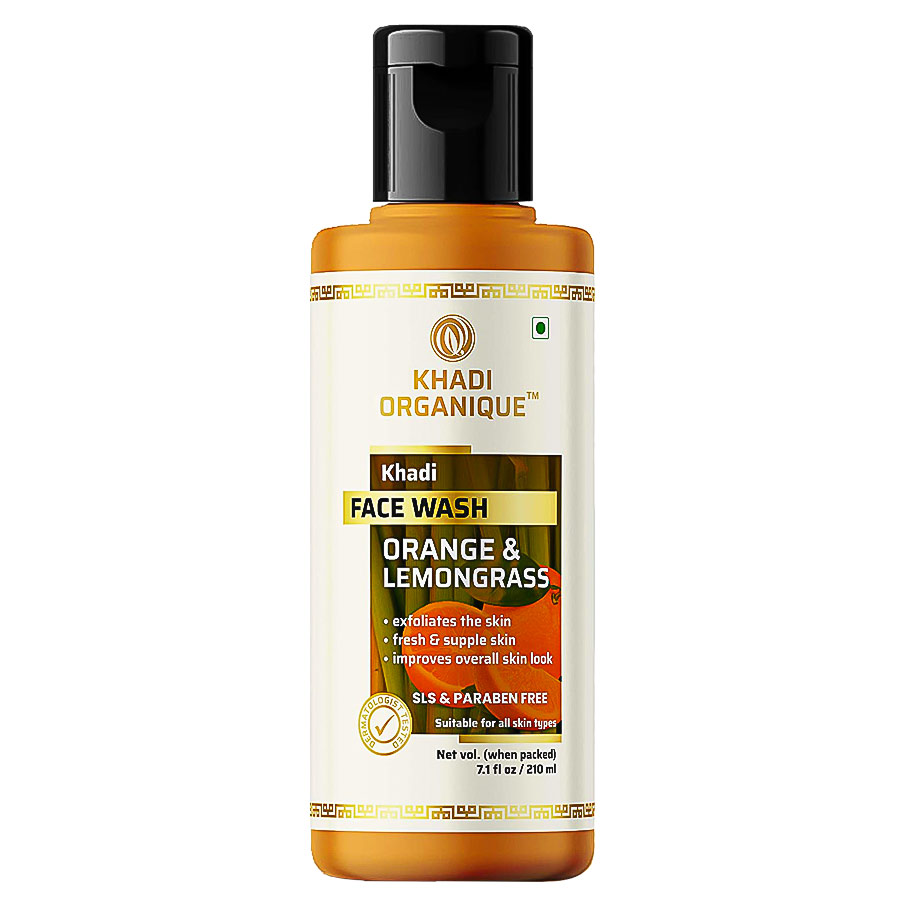 KHADI
ORGANIQUE™
Khadi
FACE WASH
ORANGE &
LEMONGRASS
• exfoliates the skin
• fresh & supple skin
• improves overall skin look
SLS & PARABEN FREE
DERMATOLOGIST TESTED
Suitable for all skin types
Net vol. (when packed)
7.1 fl oz / 210 ml